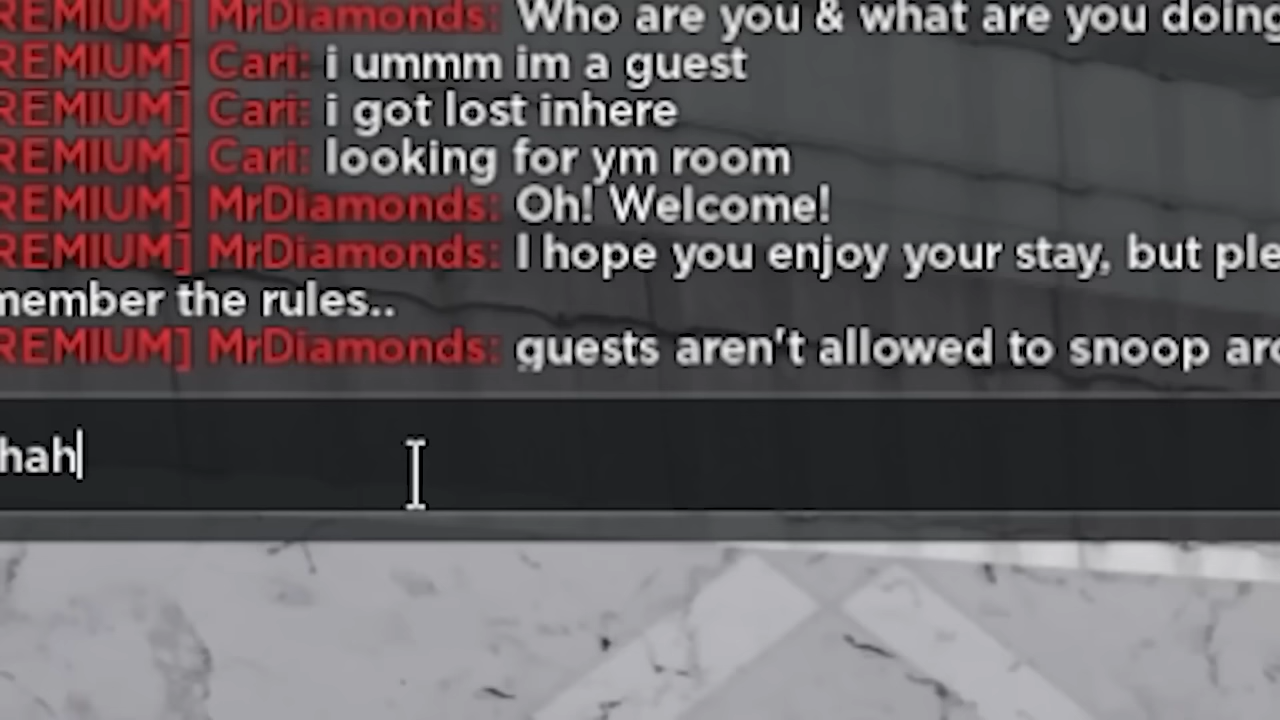 REMIUM] MrDiamonds: Who are you & what are you doing
REMIUM] Cari: i ummm im a guest
REMIUM] Cari: i got lost inhere
REMIUM] Cari: looking for ym room
REMIUM] MrDiamonds: Oh! Welcome!
REMIUM] MrDiamonds: I hope you enjoy your stay, but ple
member the rules..
REMIUM] MrDiamonds: guests aren't allowed to snoop aro
hah